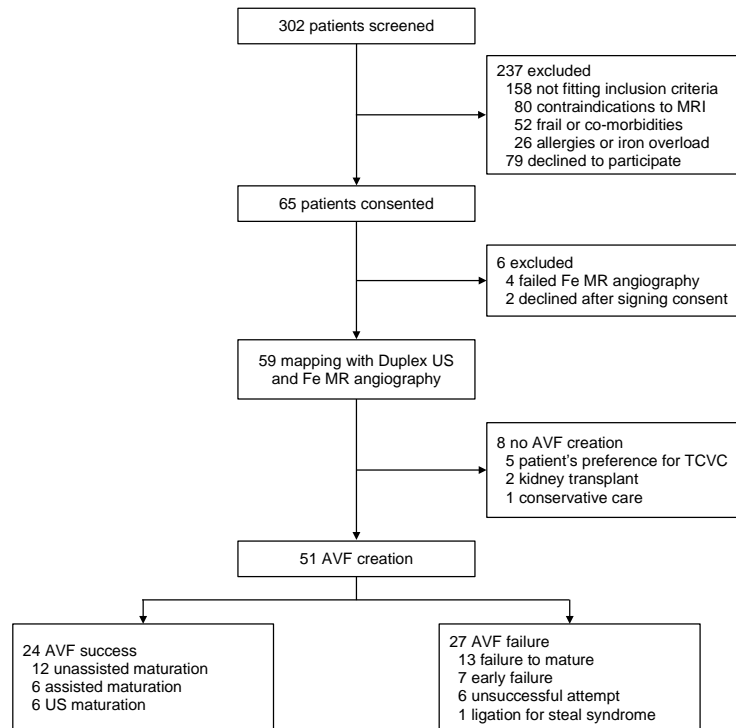 302 patients screened
237 excluded
158 not fitting inclusion criteria
80 contraindications to MRI
52 frail or co-morbidities
26 allergies or iron overload
79 declined to participate
65 patients consented
6 excluded
4 failed Fe MR angiography
2 declined after signing consent
59 mapping with Duplex US
and Fe MR angiography
8 no AVF creation
5 patient's preference for TCVC
2 kidney transplant
1 conservative care
51 AVF creation
24 AVF success
12 unassisted maturation
6 assisted maturation
6 US maturation
27 AVF failure
13 failure to mature
7 early failure
6 unsuccessful attempt
1 ligation for steal syndrome